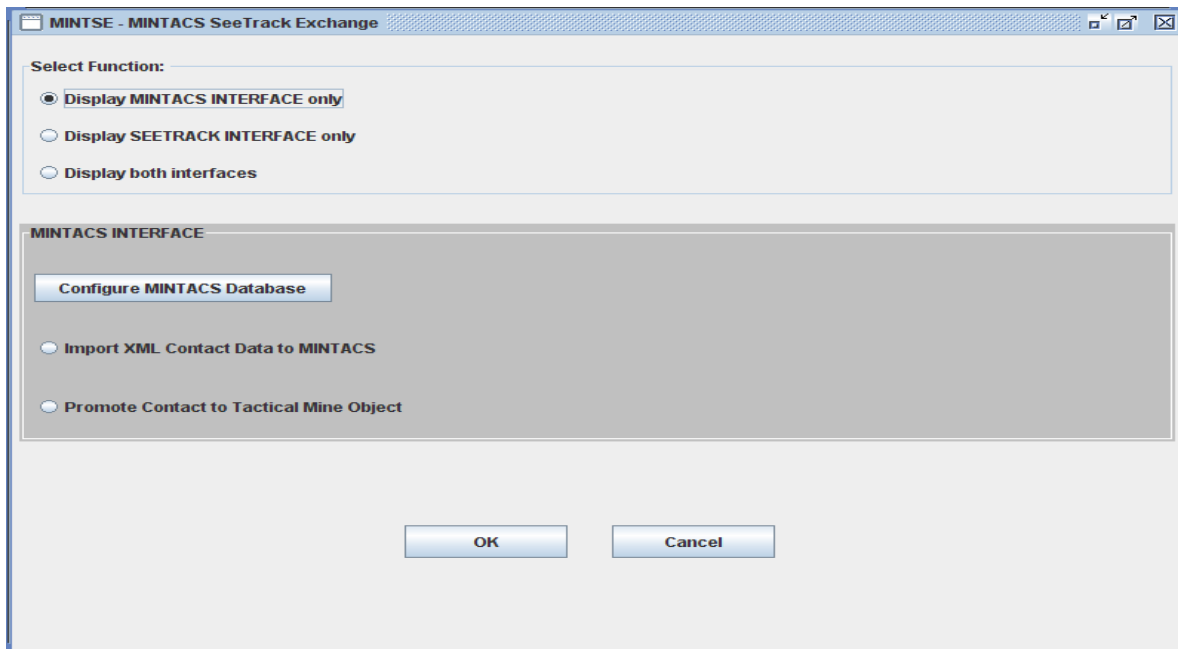 MINTSE - MINTACS SeeTrack Exchange
Select Function:
Display MINTACS INTERFACE only
Display SEETRACK INTERFACE only
Display both interfaces
MINTACS INTERFACE
Configure MINTACS Database
Import XML Contact Data to MINTACS
Promote Contact to Tactical Mine Object
OK Cancel